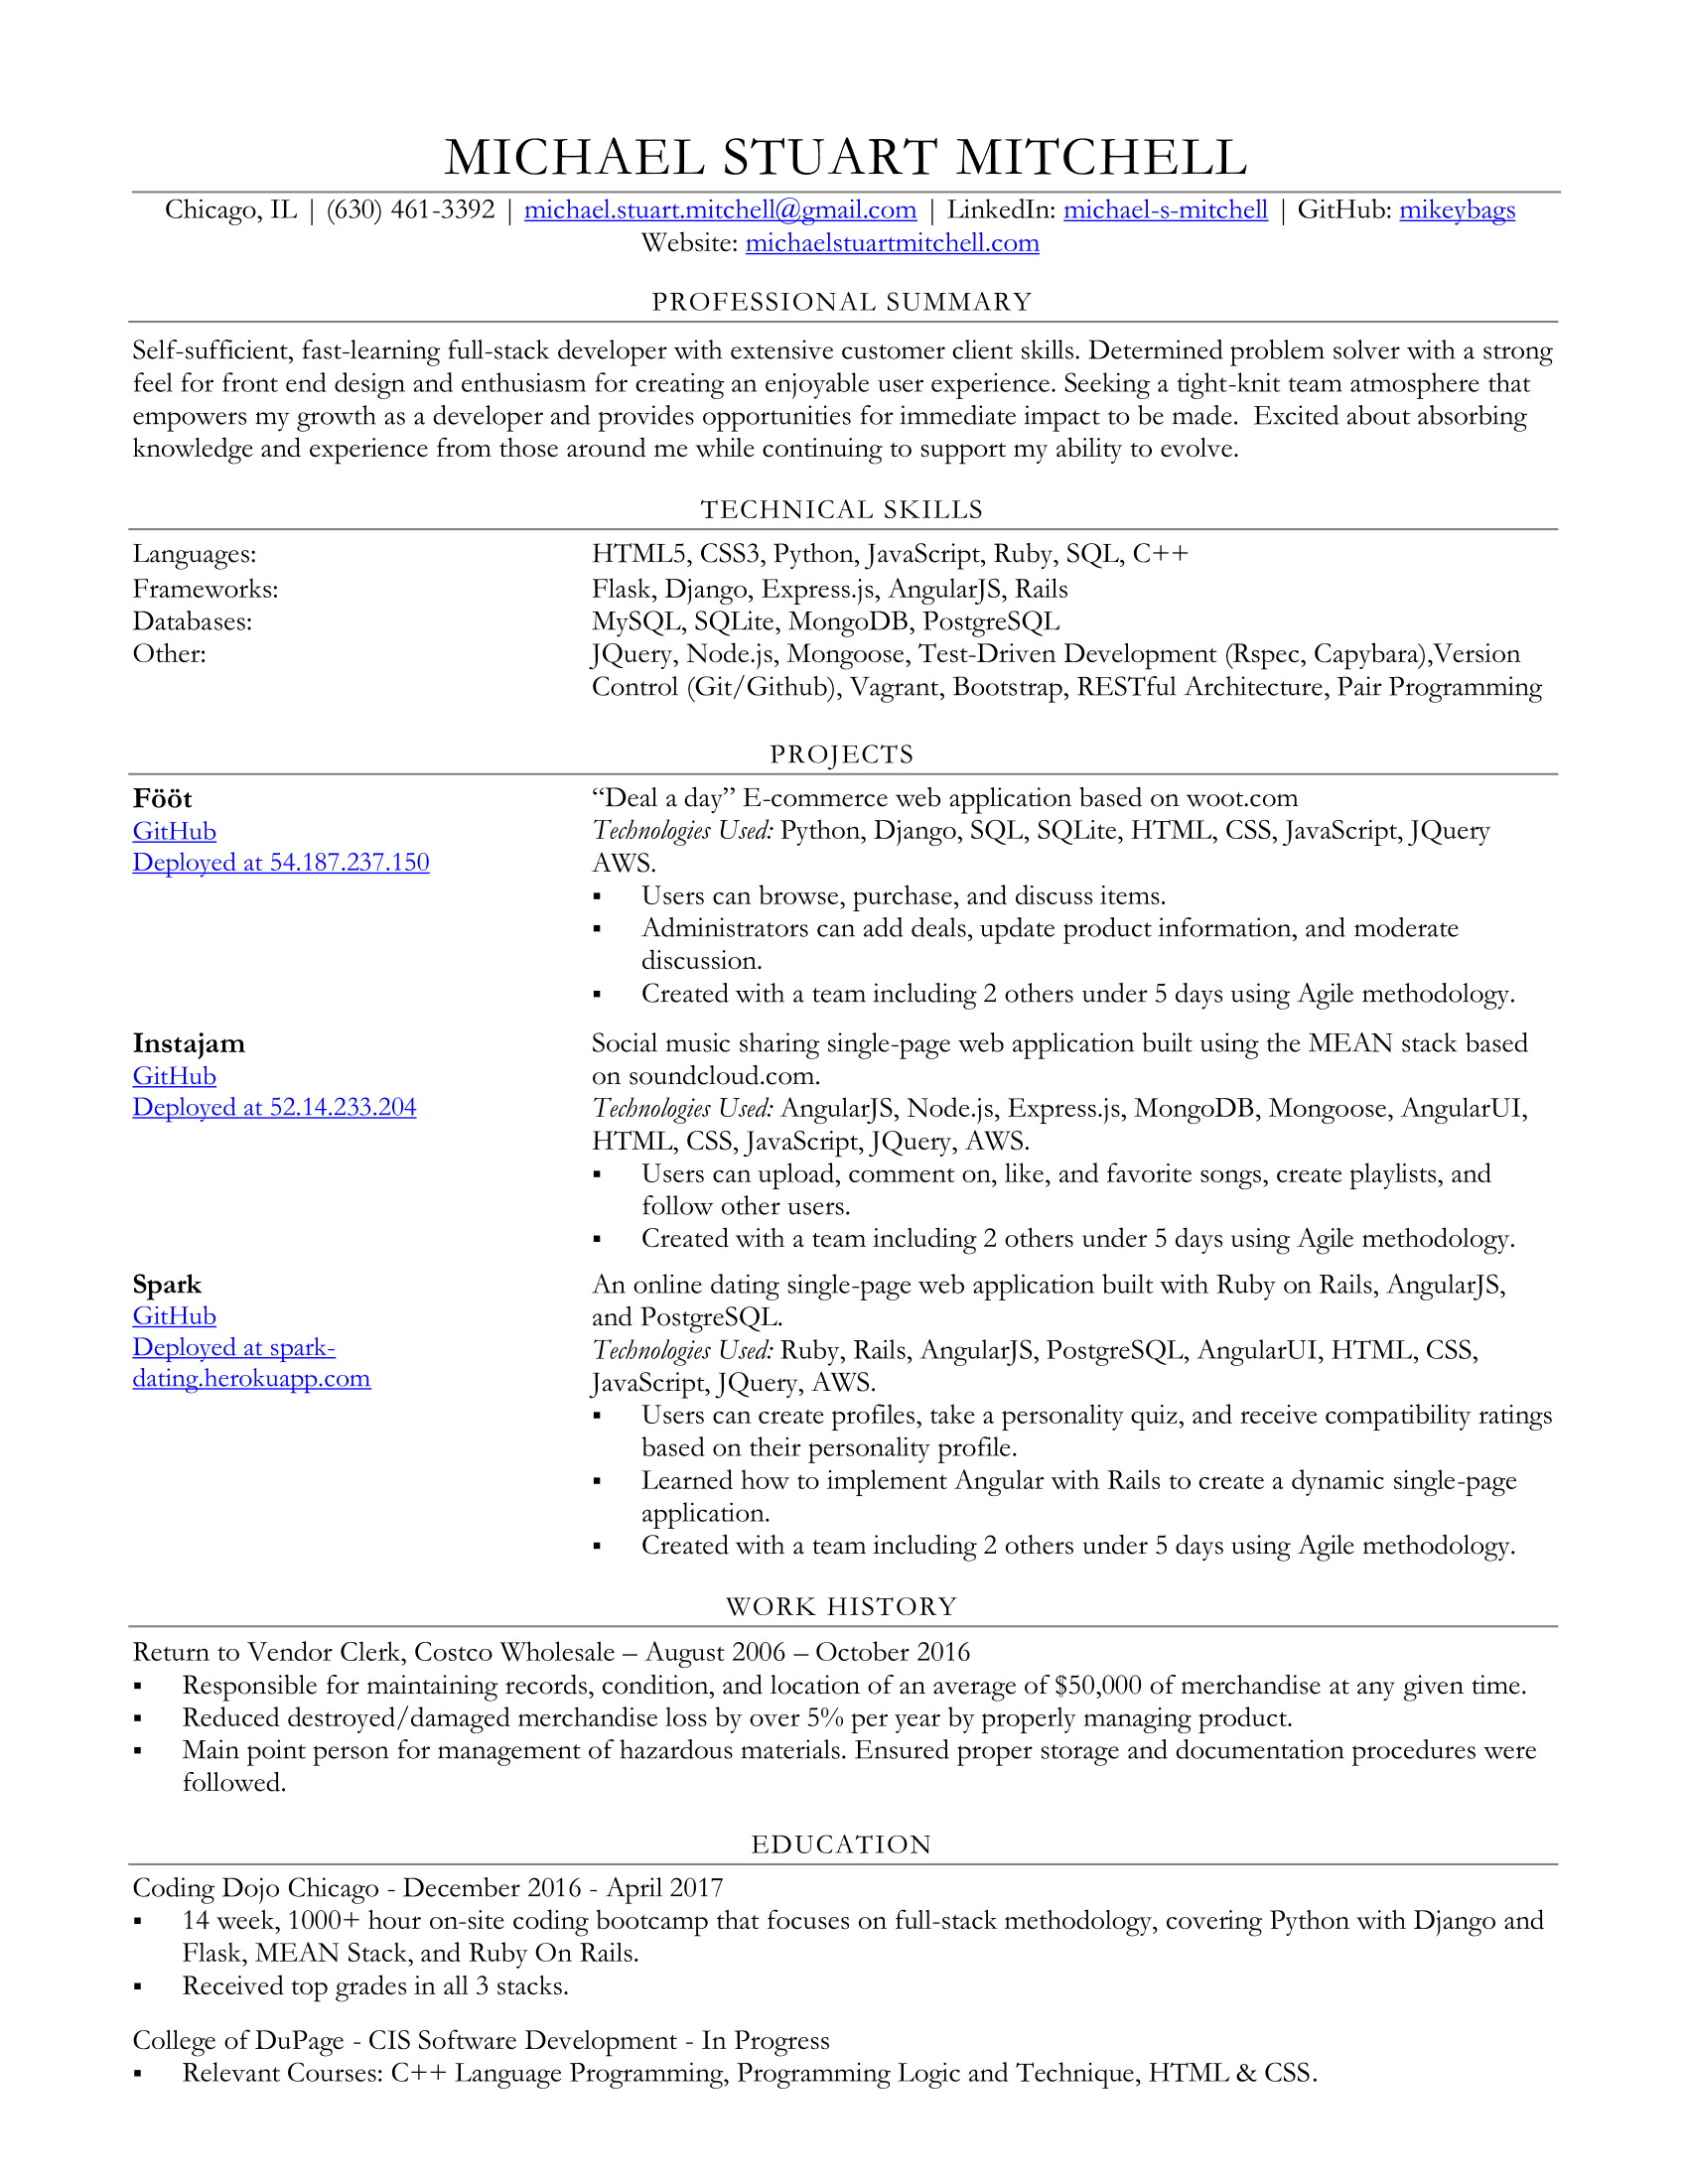 MICHAEL STUART MITCHELL
Chicago, IL | (630) 461-3392 | michael.stuart.mitchell@gmail.com | LinkedIn: michael-s-mitchell | GitHub: mikeybags
Website: michaelstuartmitchell.com
PROFESSIONAL SUMMARY
Self-sufficient, fast-learning full-stack developer with extensive customer client skills. Determined problem solver with a strong
feel for front end design and enthusiasm for creating an enjoyable user experience. Seeking a tight-knit team atmosphere that
empowers my growth as a developer and provides opportunities for immediate impact to be made.  Excited about absorbing
knowledge and experience from those around me while continuing to support my ability to evolve.
TECHNICAL SKILLS
Languages: HTML5, CSS3, Python, JavaScript, Ruby, SQL, C++
Frameworks: Flask, Django, Express.js, AngularJS, Rails
Databases: MySQL, SQLite, MongoDB, PostgreSQL
Other: JQuery, Node.js, Mongoose, Test-Driven Development (Rspec, Capybara),Version
Control (Git/Github), Vagrant, Bootstrap, RESTful Architecture, Pair Programming
PROJECTS
Fööt
GitHub
Deployed at 54.187.237.150
“Deal a day” E-commerce web application based on woot.com
Technologies Used: Python, Django, SQL, SQLite, HTML, CSS, JavaScript, JQuery
AWS.
▪ Users can browse, purchase, and discuss items.
▪ Administrators can add deals, update product information, and moderate
discussion.
▪ Created with a team including 2 others under 5 days using Agile methodology.
Instajam
GitHub
Deployed at 52.14.233.204
Social music sharing single-page web application built using the MEAN stack based
on soundcloud.com.
Technologies Used: AngularJS, Node.js, Express.js, MongoDB, Mongoose, AngularUI,
HTML, CSS, JavaScript, JQuery, AWS.
▪ Users can upload, comment on, like, and favorite songs, create playlists, and
follow other users.
▪ Created with a team including 2 others under 5 days using Agile methodology.
Spark
GitHub
Deployed at spark-
dating.herokuapp.com
An online dating single-page web application built with Ruby on Rails, AngularJS,
and PostgreSQL.
Technologies Used: Ruby, Rails, AngularJS, PostgreSQL, AngularUI, HTML, CSS,
JavaScript, JQuery, AWS.
▪ Users can create profiles, take a personality quiz, and receive compatibility ratings
based on their personality profile.
▪ Learned how to implement Angular with Rails to create a dynamic single-page
application.
▪ Created with a team including 2 others under 5 days using Agile methodology.
WORK HISTORY
Return to Vendor Clerk, Costco Wholesale – August 2006 – October 2016
▪ Responsible for maintaining records, condition, and location of an average of $50,000 of merchandise at any given time.
▪ Reduced destroyed/damaged merchandise loss by over 5% per year by properly managing product.
▪ Main point person for management of hazardous materials. Ensured proper storage and documentation procedures were
followed.
EDUCATION
Coding Dojo Chicago - December 2016 - April 2017
▪ 14 week, 1000+ hour on-site coding bootcamp that focuses on full-stack methodology, covering Python with Django and
Flask, MEAN Stack, and Ruby On Rails.
▪ Received top grades in all 3 stacks.
College of DuPage - CIS Software Development - In Progress
▪ Relevant Courses: C++ Language Programming, Programming Logic and Technique, HTML & CSS.